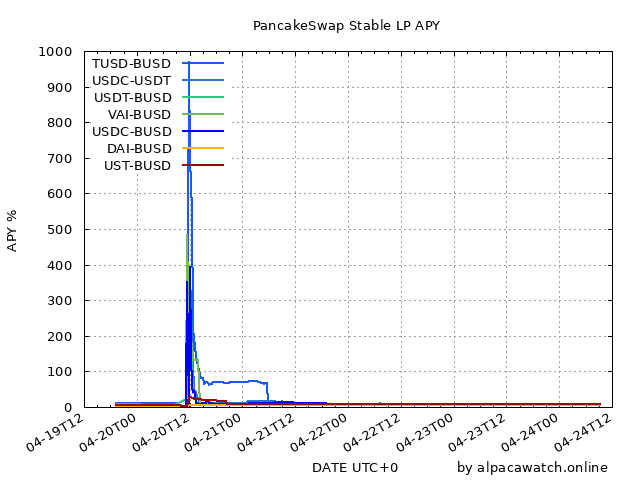 PancakeSwap Stable LP APY
1000
900
800
700
600
500
400
300
200
100
0
APY %
TUSD-BUSD
USDC-USDT
USDT-BUSD
VAI-BUSD
USDC-BUSD
DAI-BUSD
UST-BUSD
04-19T12
04-20T00
04-20T12
04-21T00
04-21T12
04-22T00
04-22T12
04-23T00
04-23T12
04-24T00
04-24T12
DATE UTC+0
by alpacawatch.online